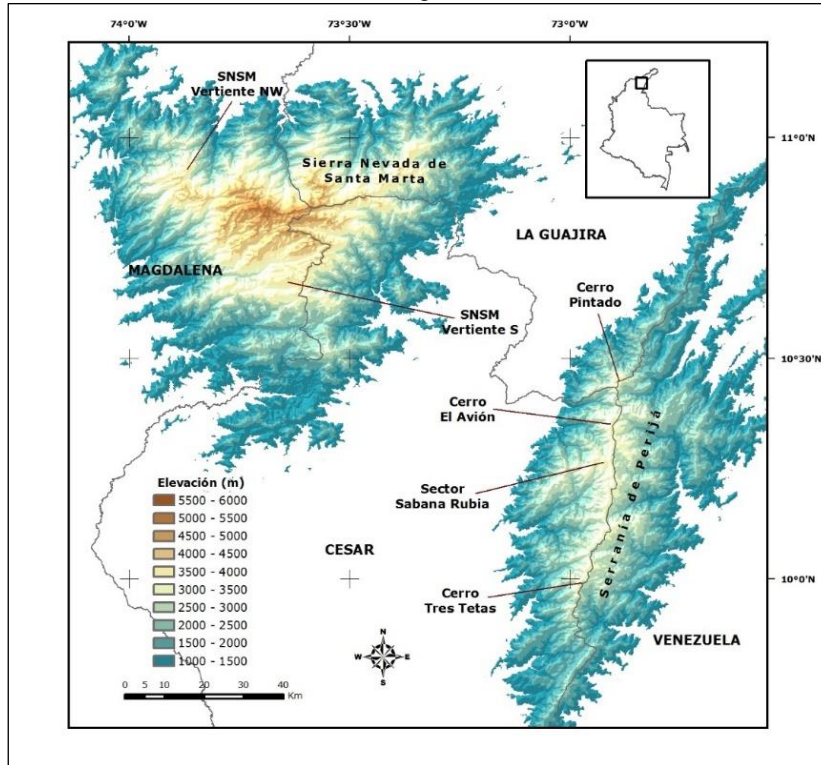 74°0'W
73°30'W
73°0'W
SNSM
Vertiente NW
11°0'N
Sierra Nevada de
Santa Marta
LA GUAJIRA
MAGDALENA
Cerro
Pintado
SNSM
Vertiente S
10°30'N
Cerro
El Avión
Serranía de Perijá
Sector
Sabana Rubia
Elevación (m)
5500 - 6000
5000 - 5500
4500 - 5000
4000 - 4500
3500 - 4000
3000 - 3500
2500 - 3000
2000 - 2500
1500 - 2000
1000 - 1500
CESAR
10°0'N
Cerro
Tres Tetas
VENEZUELA
N
W E
S
0 5 10 20 30 40
Km